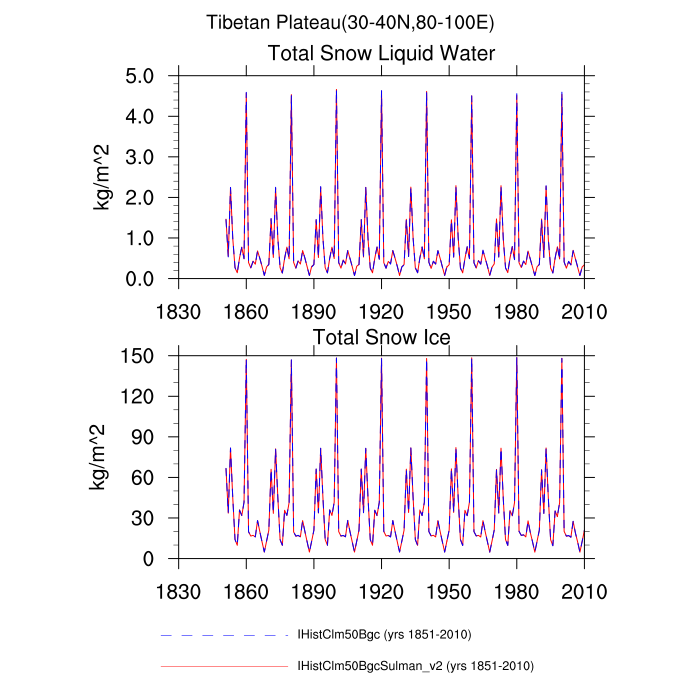 Tibetan Plateau(30-40N,80-100E)
Total Snow Liquid Water
5.0
4.0
3.0
2.0
1.0
0.0
kg/m^2
1830 1860 1890 1920 1950 1980 2010
Total Snow Ice
150
120
90
60
30
0
kg/m^2
1830 1860 1890 1920 1950 1980 2010
IHistClm50Bgc (yrs 1851-2010)
IHistClm50BgcSulman_v2 (yrs 1851-2010)